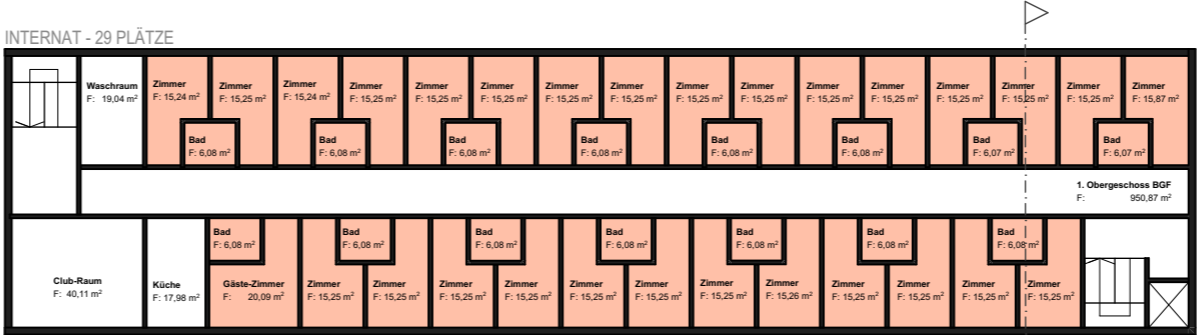 INTERNAT - 29 PLÄTZE
Waschraum
F: 19,04 m²
Zimmer
F: 15,24 m²
Zimmer
F: 15,25 m²
Zimmer
F: 15,24 m²
Zimmer
F: 15,25 m²
Zimmer
F: 15,25 m²
Zimmer
F: 15,25 m²
Zimmer
F: 15,25 m²
Zimmer
F: 15,25 m²
Zimmer
F: 15,25 m²
Zimmer
F: 15,25 m²
Zimmer
F: 15,25 m²
Zimmer
F: 15,25 m²
Zimmer
F: 15,25 m²
Zimmer
F: 15,25 m²
Zimmer
F: 15,25 m²
Zimmer
F: 15,87 m²
Bad
F: 6,08 m²
Bad
F: 6,08 m²
Bad
F: 6,08 m²
Bad
F: 6,08 m²
Bad
F: 6,08 m²
Bad
F: 6,08 m²
Bad
F: 6,07 m²
Bad
F: 6,07 m²
1. Obergeschoss BGF
F: 950,87 m²
Bad
F: 6,08 m²
Bad
F: 6,08 m²
Bad
F: 6,08 m²
Bad
F: 6,08 m²
Bad
F: 6,08 m²
Bad
F: 6,08 m²
Bad
F: 6,08 m²
Club-Raum
F: 40,11 m²
Küche
F: 17,98 m²
Gäste-Zimmer
F: 20,09 m²
Zimmer
F: 15,25 m²
Zimmer
F: 15,25 m²
Zimmer
F: 15,25 m²
Zimmer
F: 15,25 m²
Zimmer
F: 15,25 m²
Zimmer
F: 15,25 m²
Zimmer
F: 15,25 m²
Zimmer
F: 15,26 m²
Zimmer
F: 15,25 m²
Zimmer
F: 15,25 m²
Zimmer
F: 15,25 m²
Zimmer
F: 15,25 m²